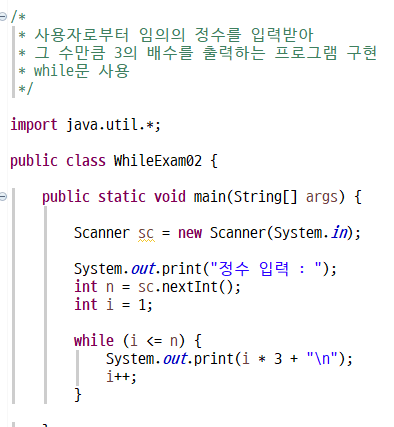 /*
* 사용자로부터 임의의 정수를 입력받아
* 그 수만큼 3의 배수를 출력하는 프로그램 구현
* while문 사용
*/
import java.util.*;
public class WhileExam02 {
public static void main(String[] args) {
Scanner sc = new Scanner(System.in);
System.out.print("정수 입력 : ");
int n = sc.nextInt();
int i = 1;
while (i <= n) {
System.out.print(i * 3 + "\n");
i++;
}